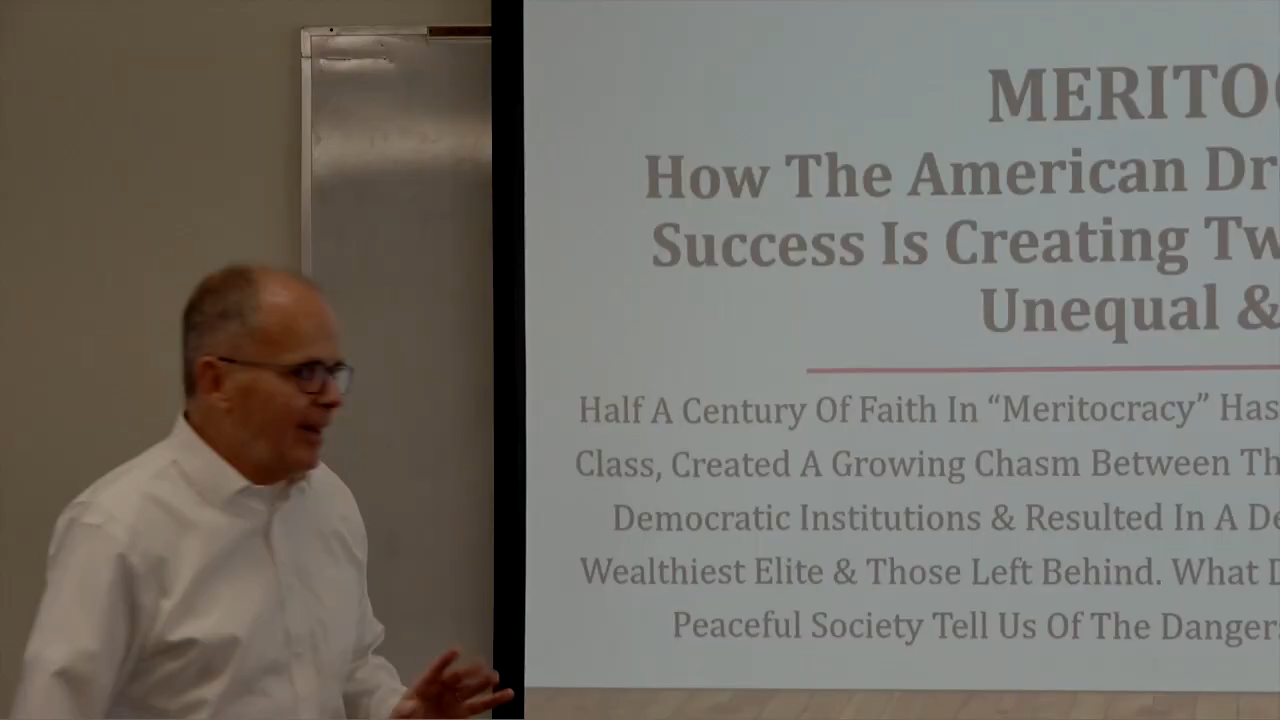 MERITOC
How The American Dr
Success Is Creating Tw
Unequal &
Half A Century Of Faith In “Meritocracy” Has
Class, Created A Growing Chasm Between Th
Democratic Institutions & Resulted In A De
Wealthiest Elite & Those Left Behind. What D
Peaceful Society Tell Us Of The Danger